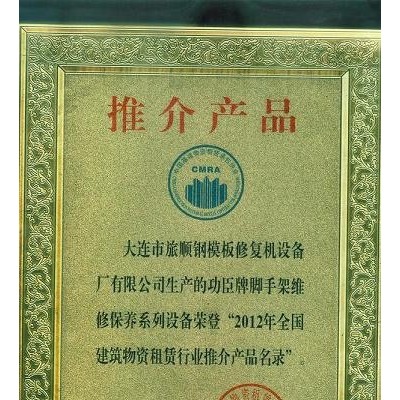 推介产品
CMRA
大连市旅顺钢模板修复机设备
厂有限公司生产的功臣牌脚手架维
修保养系列设备荣登“2012年全国
建筑物资租赁行业推介产品名录”。